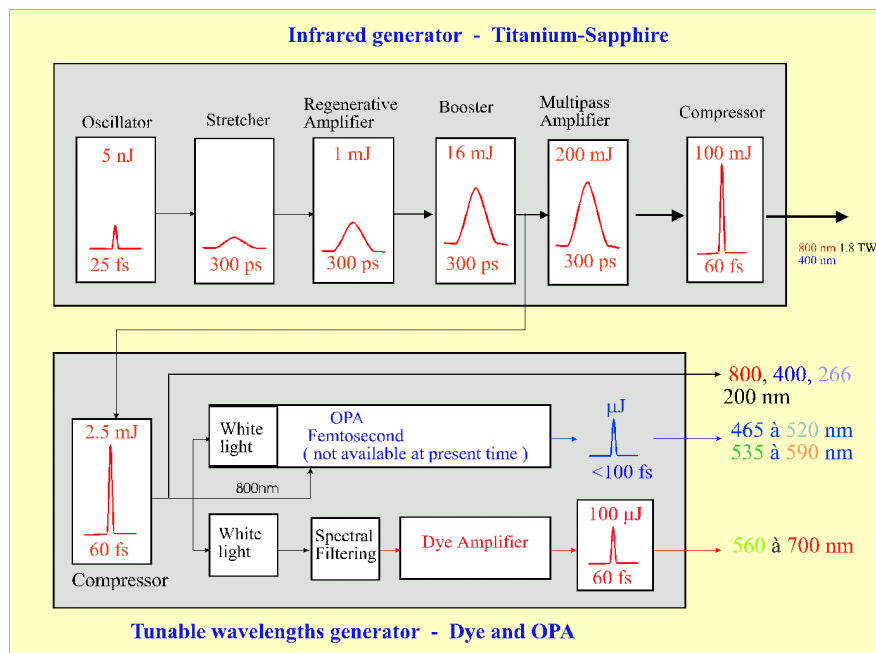 Infrared generator - Titanium-Sapphire
Oscillator
5 nJ
25 fs
Stretcher
300 ps
Regenerative
Amplifier
1 mJ
300 ps
Booster
16 mJ
300 ps
Multipass
Amplifier
200 mJ
300 ps
Compressor
100 mJ
60 fs
800 nm 1.8 TW
400 nm
2.5 mJ
60 fs
Compressor
White
light
OPA
Femtosecond
( not available at present time )
800nm
µJ
<100 fs
White
light
Spectral
Filtering
Dye Amplifier
100 µJ
60 fs
800, 400, 266
200 nm
465 à 520 nm
535 à 590 nm
560 à 700 nm
Tunable wavelengths generator - Dye and OPA